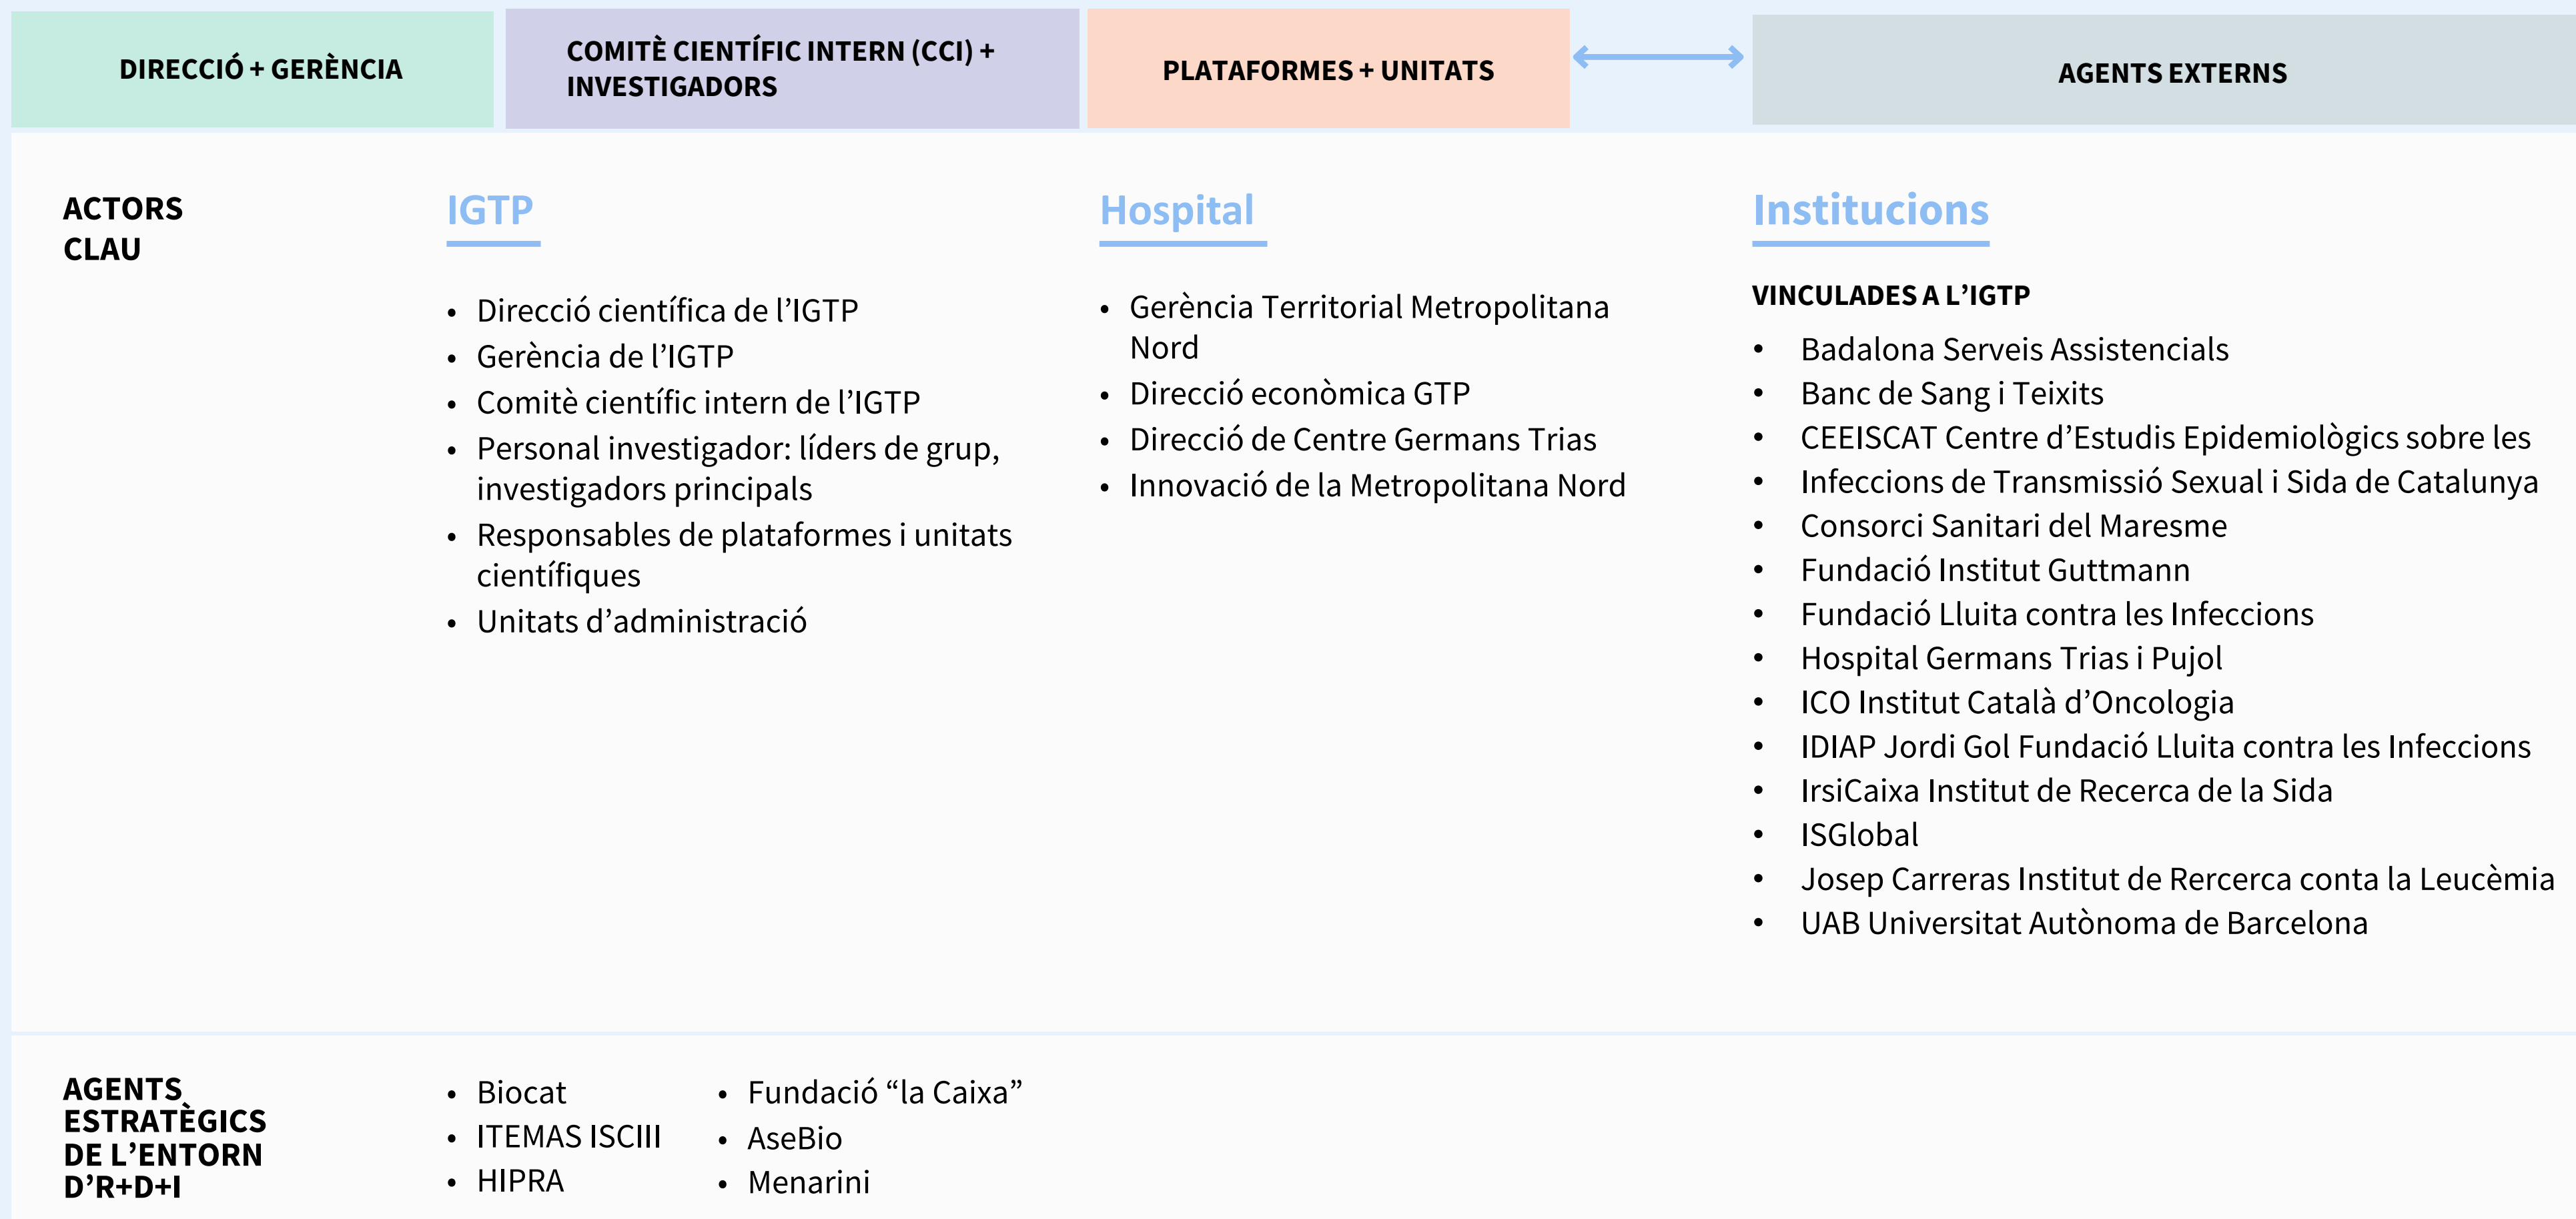 DIRECCIÓ + GERÈNCIA
COMITÈ CIENTÍFIC INTERN (CCI) +
INVESTIGADORS
PLATAFORMES + UNITATS
AGENTS EXTERNS
ACTORS
CLAU
IGTP
• Direcció científica de l’IGTP
• Gerència de l’IGTP
• Comitè científic intern de l’IGTP
• Personal investigador: líders de grup,
investigadors principals
• Responsables de plataformes i unitats
científiques
• Unitats d’administració
Hospital
• Gerència Territorial Metropolitana
Nord
• Direcció econòmica GTP
• Direcció de Centre Germans Trias
• Innovació de la Metropolitana Nord
Institucions
VINCULADES A L’IGTP
• Badalona Serveis Assistencials
• Banc de Sang i Teixits
• CEEISCAT Centre d’Estudis Epidemiològics sobre les
• Infeccions de Transmissió Sexual i Sida de Catalunya
• Consorci Sanitari del Maresme
• Fundació Institut Guttmann
• Fundació Lluita contra les Infeccions
• Hospital Germans Trias i Pujol
• ICO Institut Català d’Oncologia
• IDIAP Jordi Gol Fundació Lluita contra les Infeccions
• IrsiCaixa Institut de Recerca de la Sida
• ISGlobal
• Josep Carreras Institut de Rercerca conta la Leucèmia
• UAB Universitat Autònoma de Barcelona
AGENTS
ESTRATÈGICS
DE L’ENTORN
D’R+D+I
• Biocat
• ITEMAS ISCIII
• HIPRA
• Fundació “la Caixa”
• AseBio
• Menarini